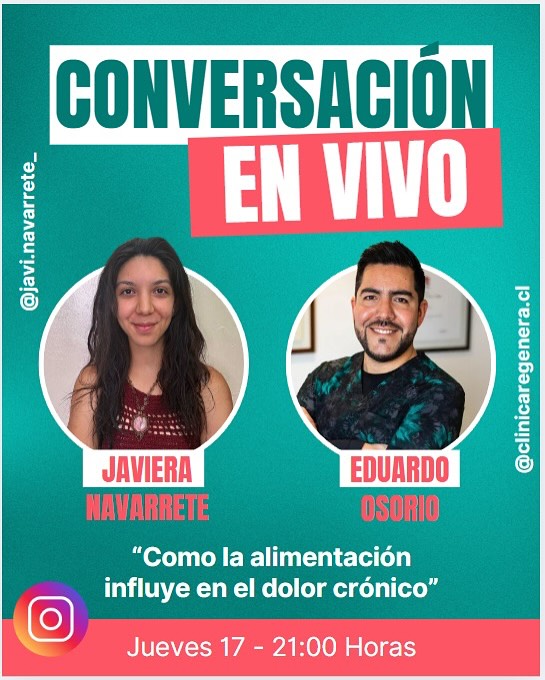 CONVERSACIÓN
EN VIVO
@javi.navarrete_
@clinicaregenera.cl
JAVIERA
NAVARRETE
EDUARDO
OSORIO
“Como la alimentación
influye en el dolor crónico”
Jueves 17 - 21:00 Horas